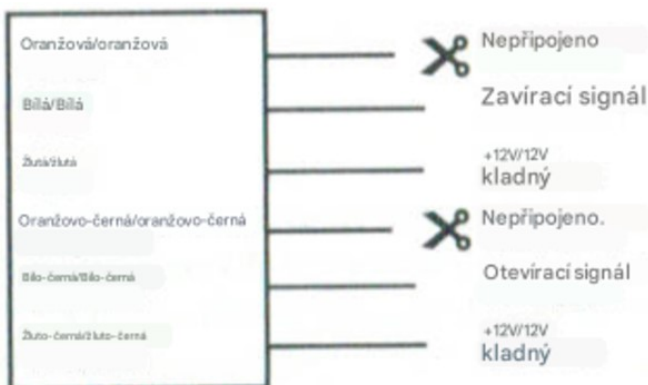 Oranžová/oranžová
Nepřipojeno
Bílá/Bílá
Zavírací signál
Žlutá/žlutá
+12V/12V
kladný
Oranžovo-černá/oranžovo-černá
Nepřipojeno.
Bílo-černá/Bílo-černá
Otevírací signál
Žluto-černá/žluto-černá
+12V/12V
kladný